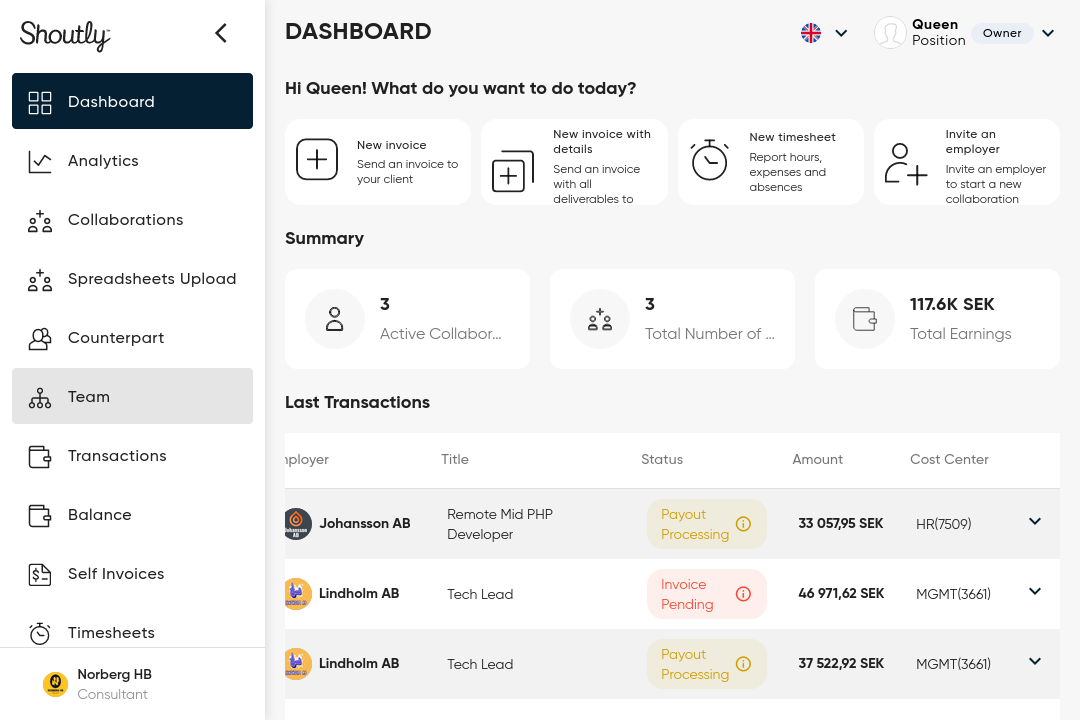 Shoutly
DASHBOARD
Queen
Position
Owner
Dashboard
Analytics
Collaborations
Spreadsheets Upload
Counterpart
Team
Transactions
Balance
Self Invoices
Timesheets
Norberg HB
Consultant
Hi Queen! What do you want to do today?
New invoice
Send an invoice to
your client
New invoice with
details
Send an invoice
with all
deliverables to
New timesheet
Report hours,
expenses and
absences
Invite an
employer
Invite an employer
to start a new
collaboration
Summary
3
Active Collabor...
3
Total Number of ...
117.6K SEK
Total Earnings
Last Transactions
mployer Title Status Amount Cost Center
Johansson AB
Remote Mid PHP
Developer
Payout
Processing
33 057,95 SEK
HR(7509)
Lindholm AB
Tech Lead
Invoice
Pending
46 971,62 SEK
MGMT(3661)
Lindholm AB
Tech Lead
Payout
Processing
37 522,92 SEK
MGMT(3661)